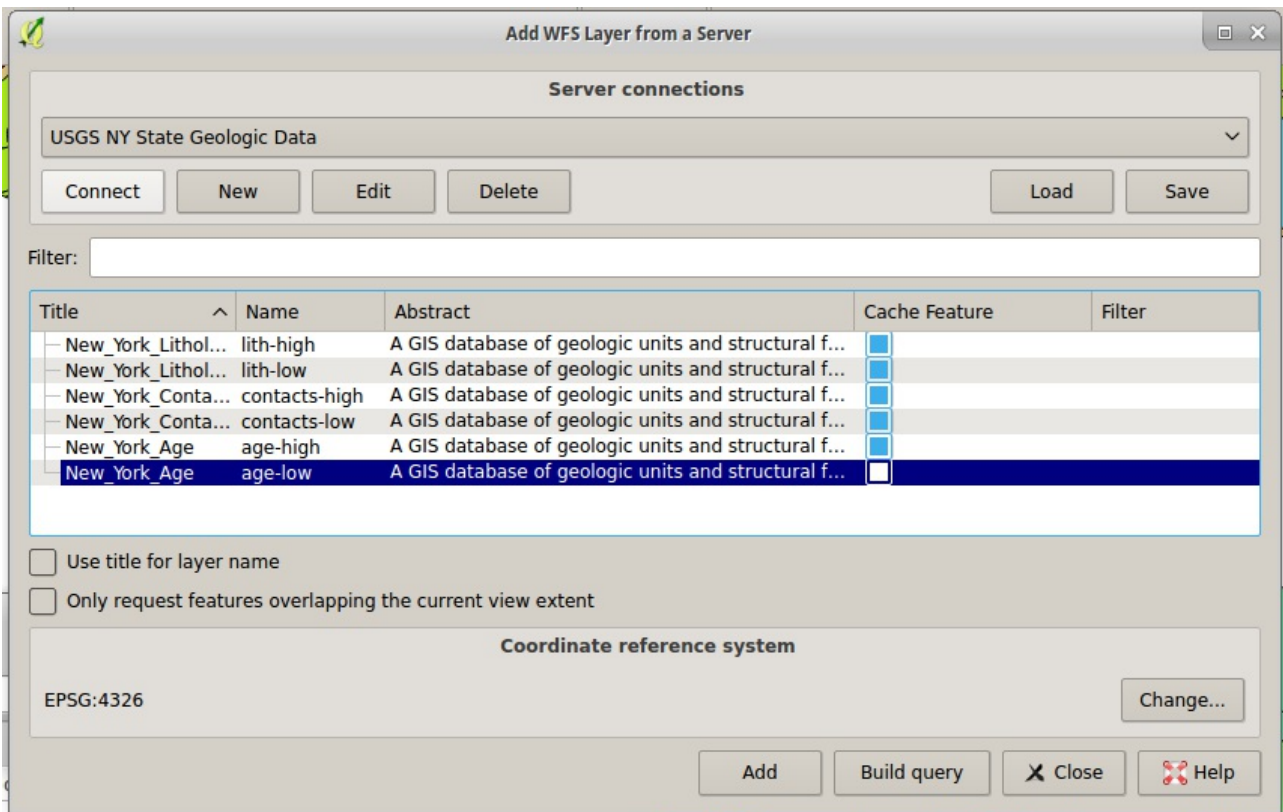 Add WFS Layer from a Server
Server connections
USGS NY State Geologic Data
Connect New Edit Delete Load Save
Filter:
Title Name Abstract Cache Feature Filter
New_York_Lithol... lith-high A GIS database of geologic units and structural f...
New_York_Lithol... lith-low A GIS database of geologic units and structural f...
New_York_Conta... contacts-high A GIS database of geologic units and structural f...
New_York_Conta... contacts-low A GIS database of geologic units and structural f...
New_York_Age age-high A GIS database of geologic units and structural f...
New_York_Age age-low A GIS database of geologic units and structural f...
Use title for layer name
Only request features overlapping the current view extent
Coordinate reference system
EPSG:4326 Change...
Add Build query Close Help